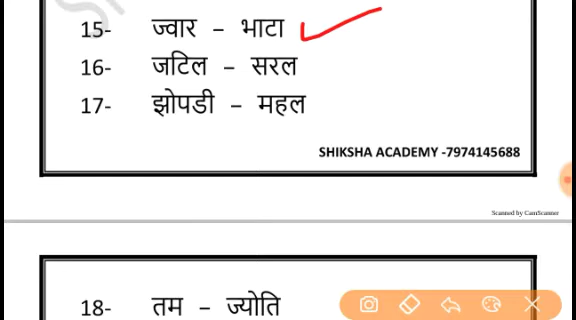 15- ज्वार – भाटा
16- जटिल – सरल
17- झोपडी – महल
SHIKSHA ACADEMY -7974145688
Scanned by CamScanner
18- तम – ज्योति